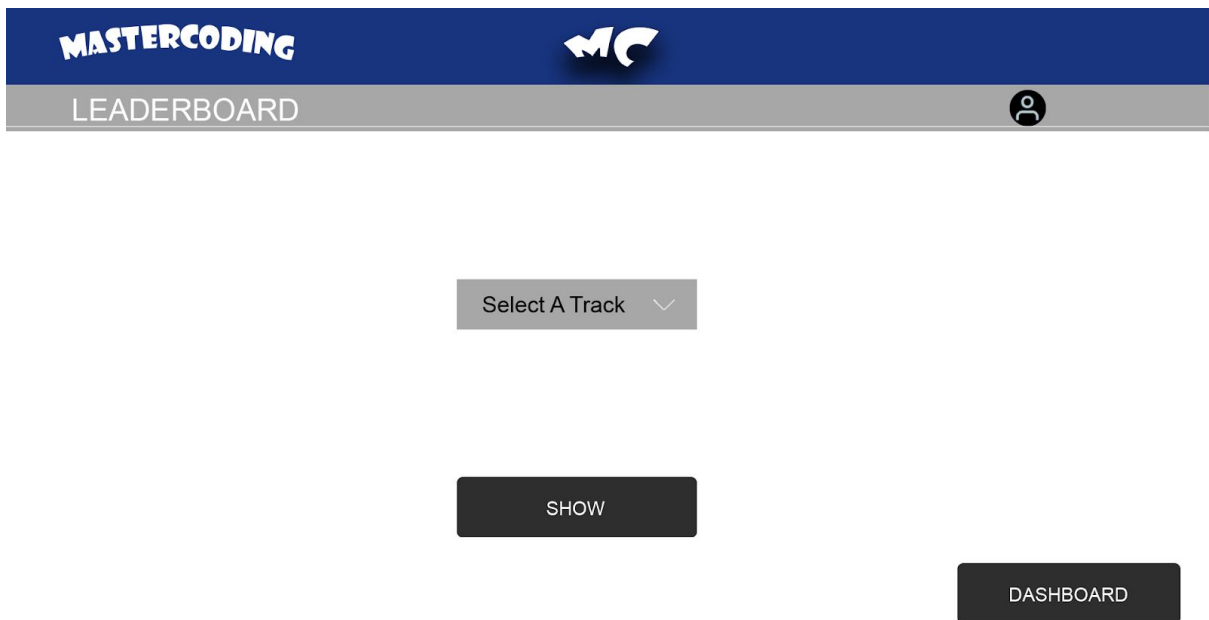 MASTERCODING
MC
LEADERBOARD
Select A Track
SHOW
DASHBOARD